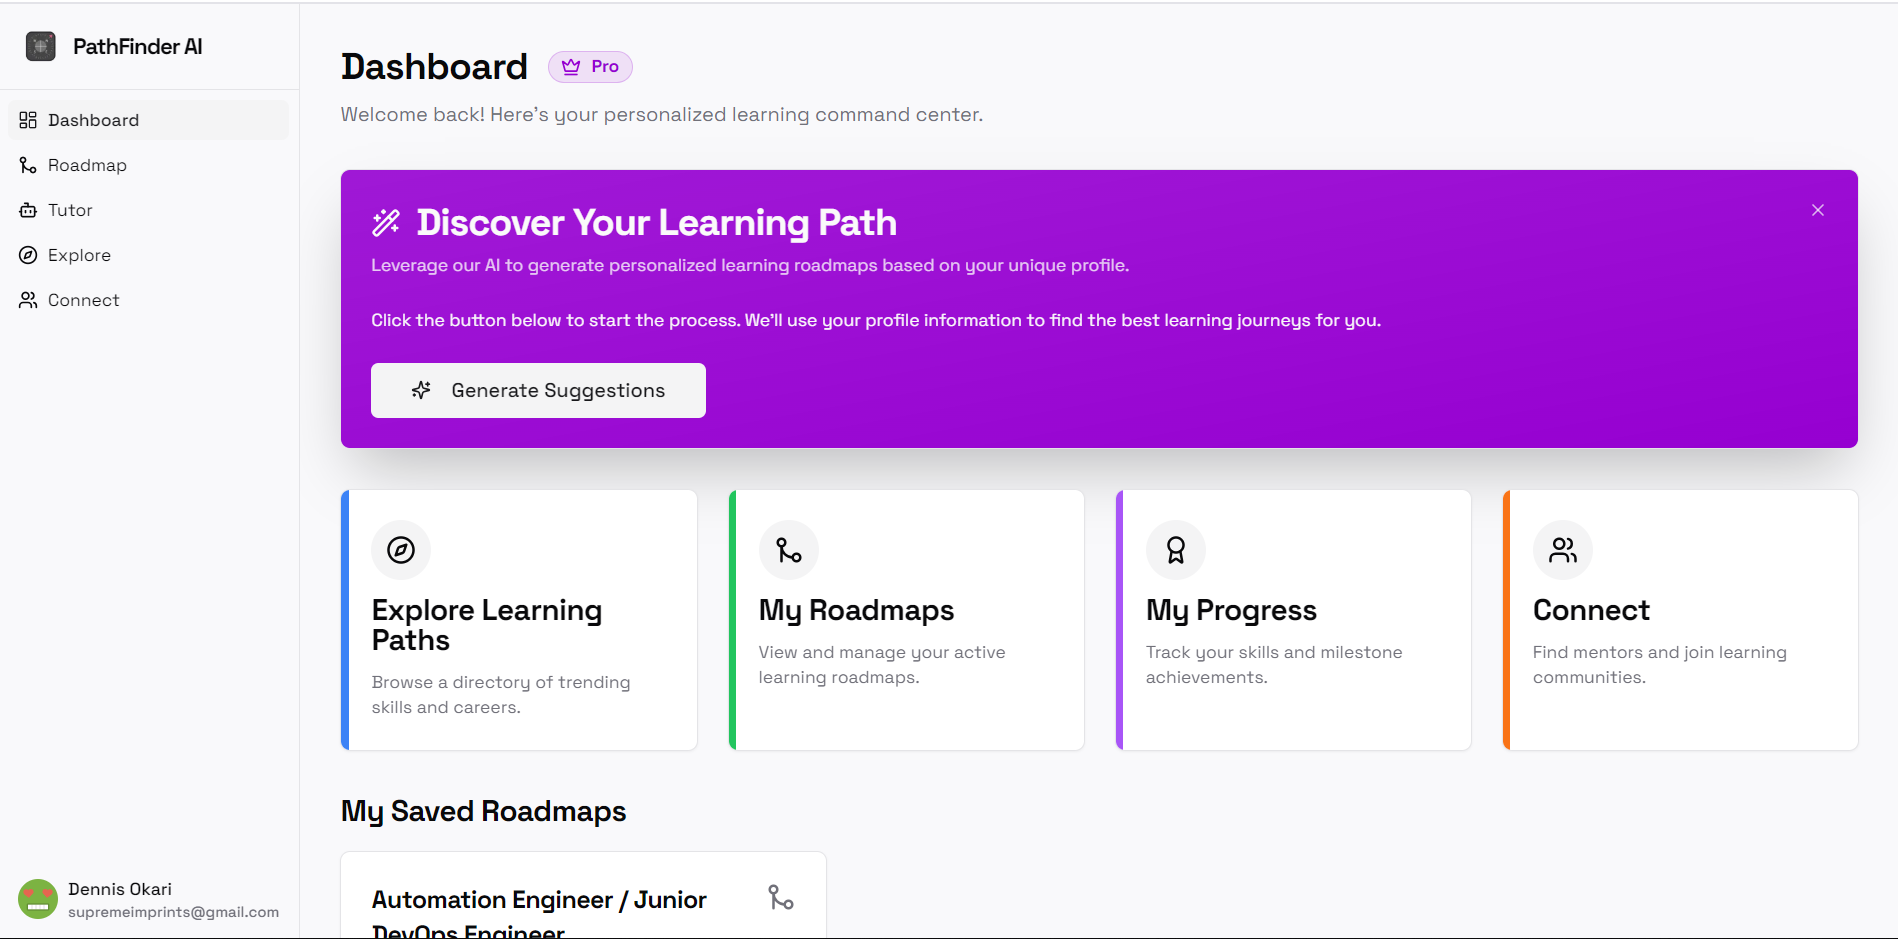 PathFinder AI
Dashboard
Roadmap
Tutor
Explore
Connect
Dennis Okari
supremeimprints@gmail.com
Dashboard
Pro
Welcome back! Here's your personalized learning command center.
Discover Your Learning Path
Leverage our AI to generate personalized learning roadmaps based on your unique profile.
Click the button below to start the process. We'll use your profile information to find the best learning journeys for you.
Generate Suggestions
Explore Learning
Paths
Browse a directory of trending
skills and careers.
My Roadmaps
View and manage your active
learning roadmaps.
My Progress
Track your skills and milestone
achievements.
Connect
Find mentors and join learning
communities.
My Saved Roadmaps
Automation Engineer / Junior
DevOps Engineer